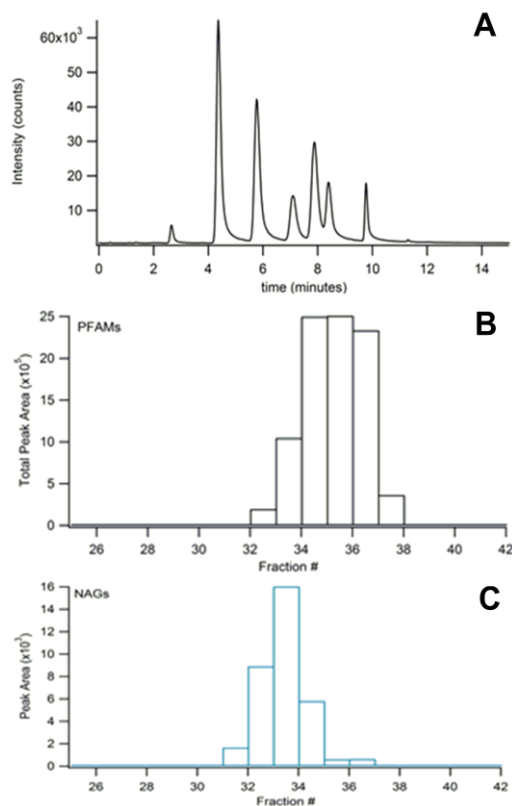 A
Intensity (counts)
60x10³
50
40
30
20
10
0 2 4 6 8 10 12 14
time (minutes)
B
PFAMs
Total Peak Area (x10⁵)
25
20
15
10
5
0
26 28 30 32 34 36 38 40 42
Fraction #
C
NAGs
Peak Area (x10³)
16
14
12
10
8
6
4
2
0
26 28 30 32 34 36 38 40 42
Fraction #